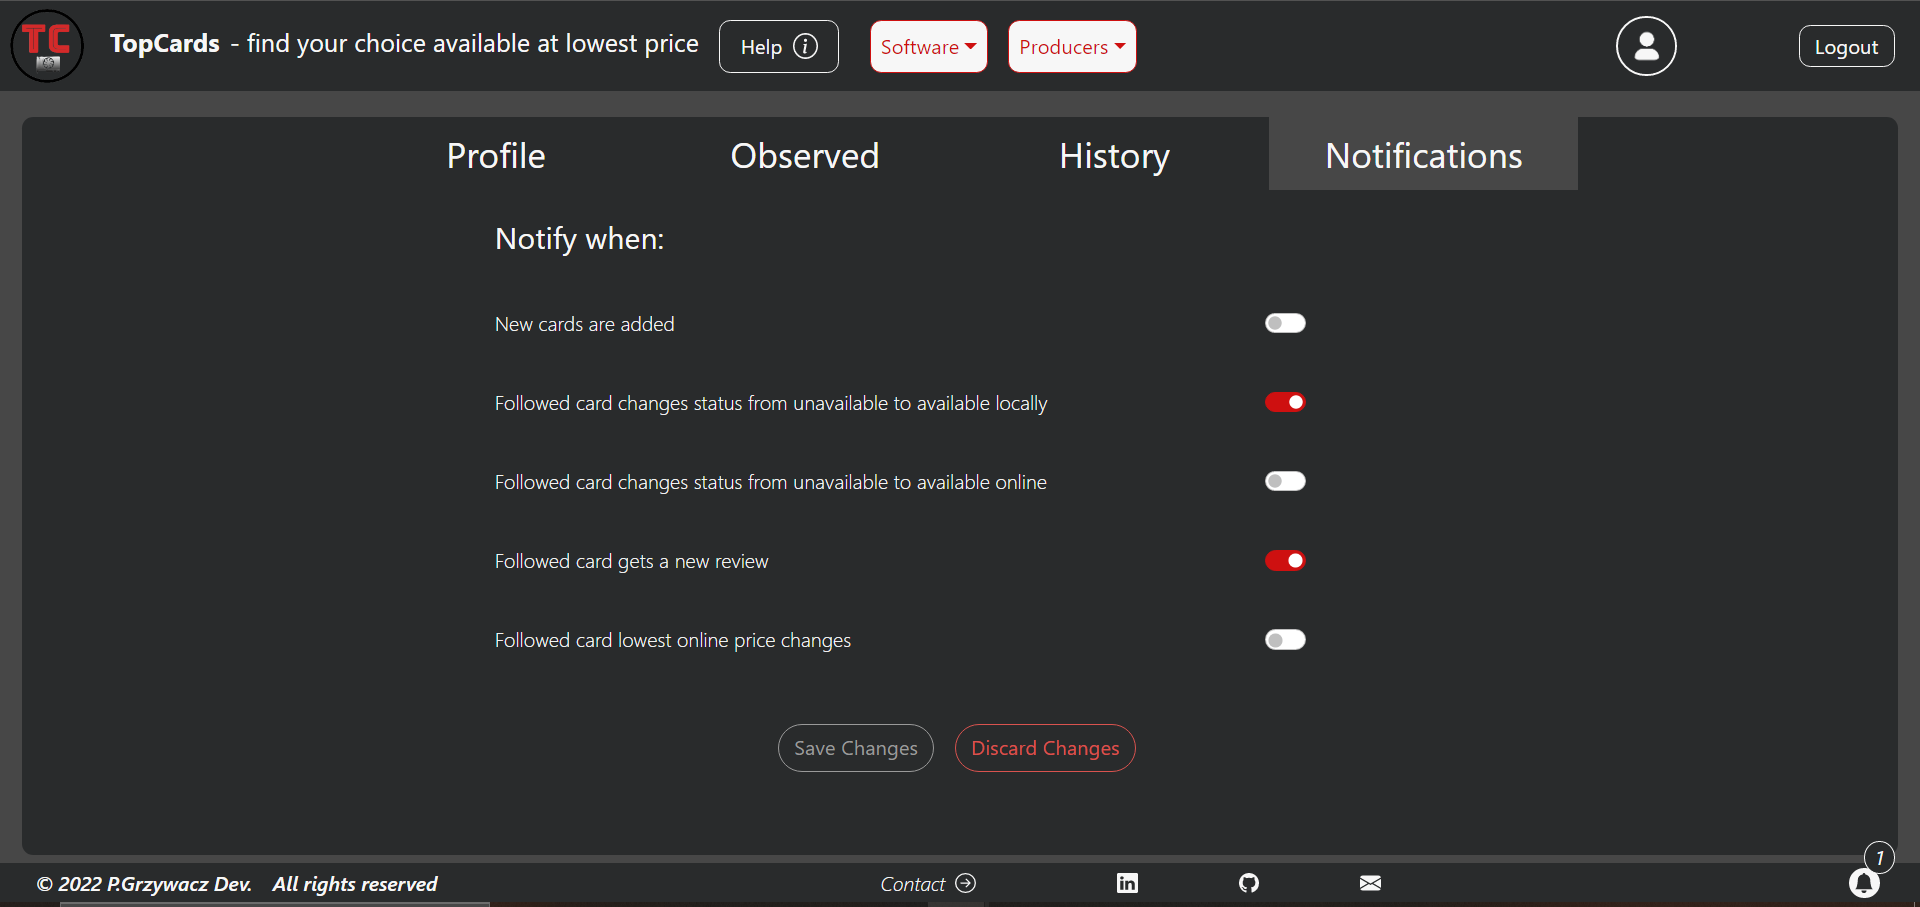 TC
TopCards - find your choice available at lowest price
Help
Software
Producers
Logout
Profile
Observed
History
Notifications
Notify when:
New cards are added
Followed card changes status from unavailable to available locally
Followed card changes status from unavailable to available online
Followed card gets a new review
Followed card lowest online price changes
Save Changes
Discard Changes
1
© 2022 P.Grzywacz Dev. All rights reserved
Contact
in